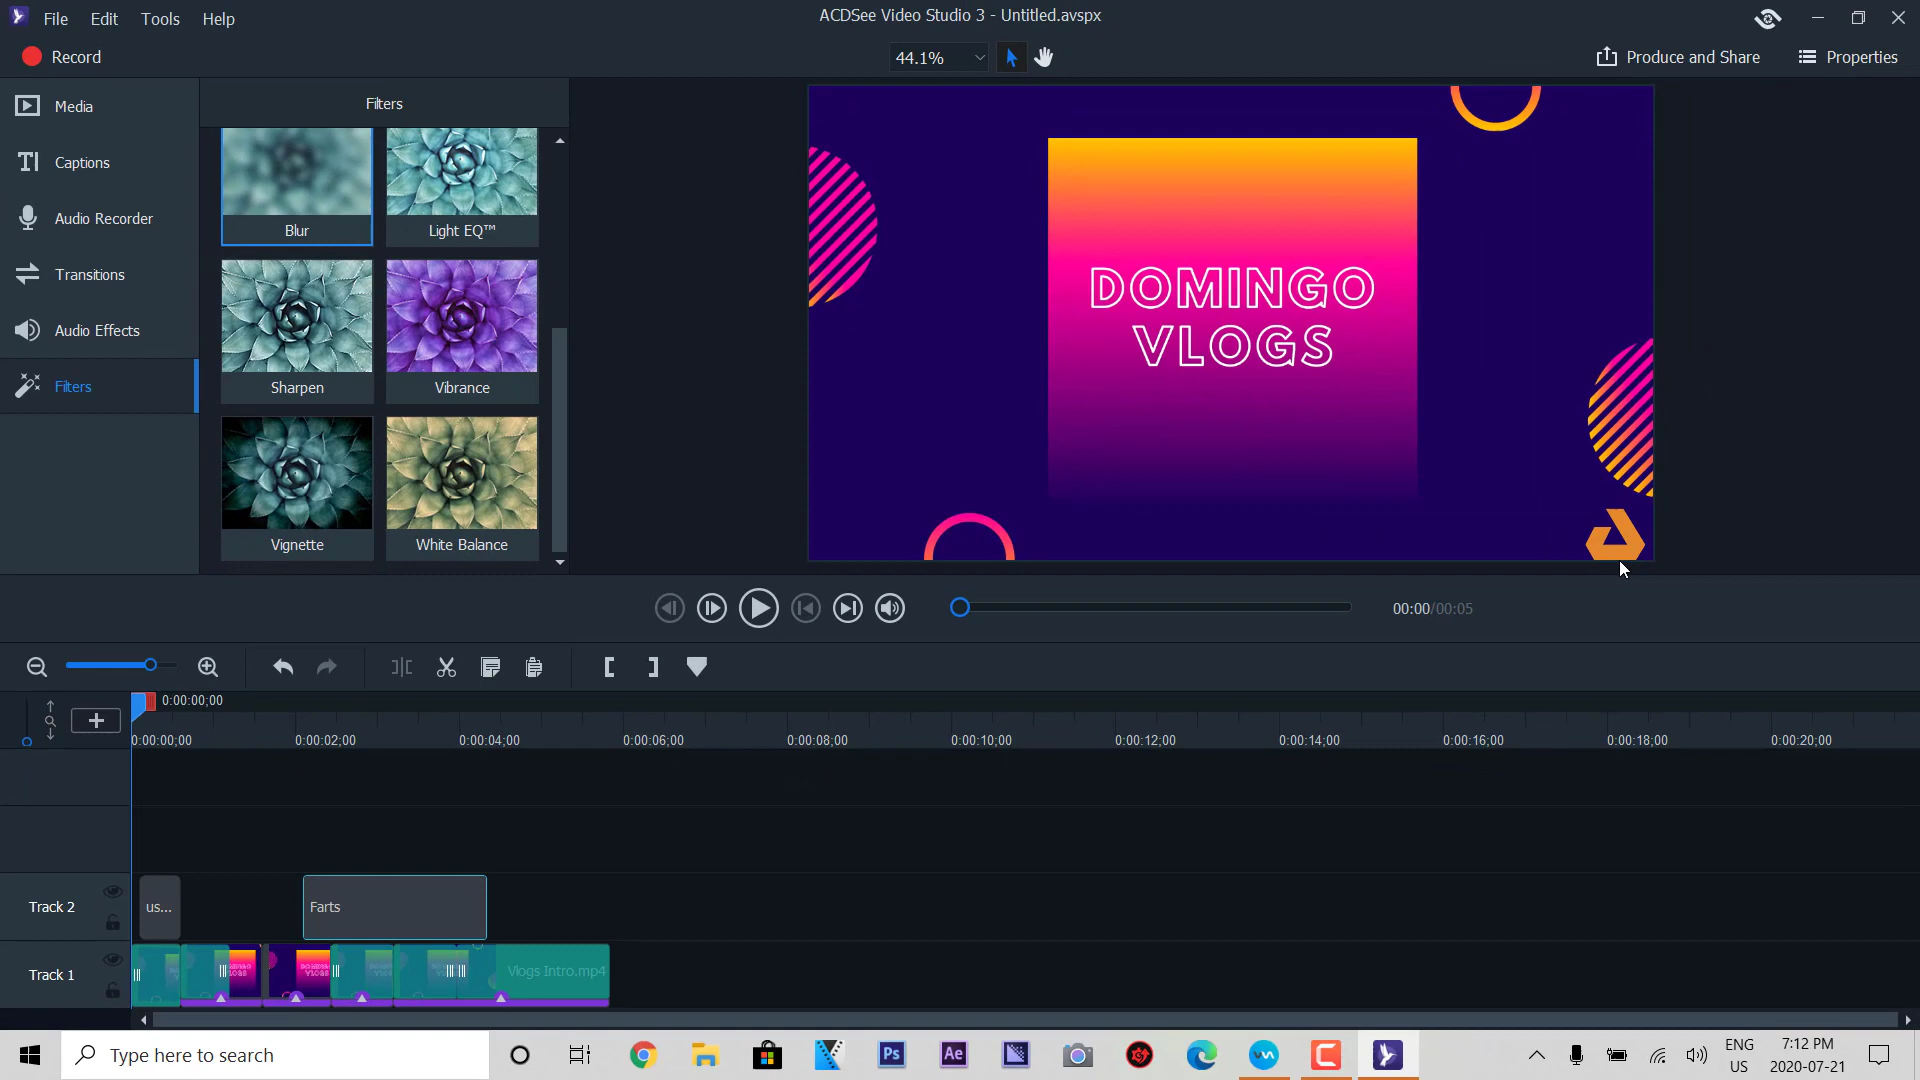 File Edit Tools Help
ACDSee Video Studio 3 - Untitled.avspx
Record
44.1%
Produce and Share
Properties
Media
Captions
Audio Recorder
Transitions
Audio Effects
Filters
Filters
Blur
Light EQ™
Sharpen
Vibrance
Vignette
White Balance
DOMINGO
VLOGS
00:00/00:05
0:00:00;00
0:00:00;00 0:00:02;00 0:00:04;00 0:00:06;00 0:00:08;00 0:00:10;00 0:00:12;00 0:00:14;00 0:00:16;00 0:00:18;00 0:00:20;00
Track 2
us...
Farts
Track 1
Vlogs Intro.mp4
Type here to search
Ps
Ae
ENG
US
7:12 PM
2020-07-21